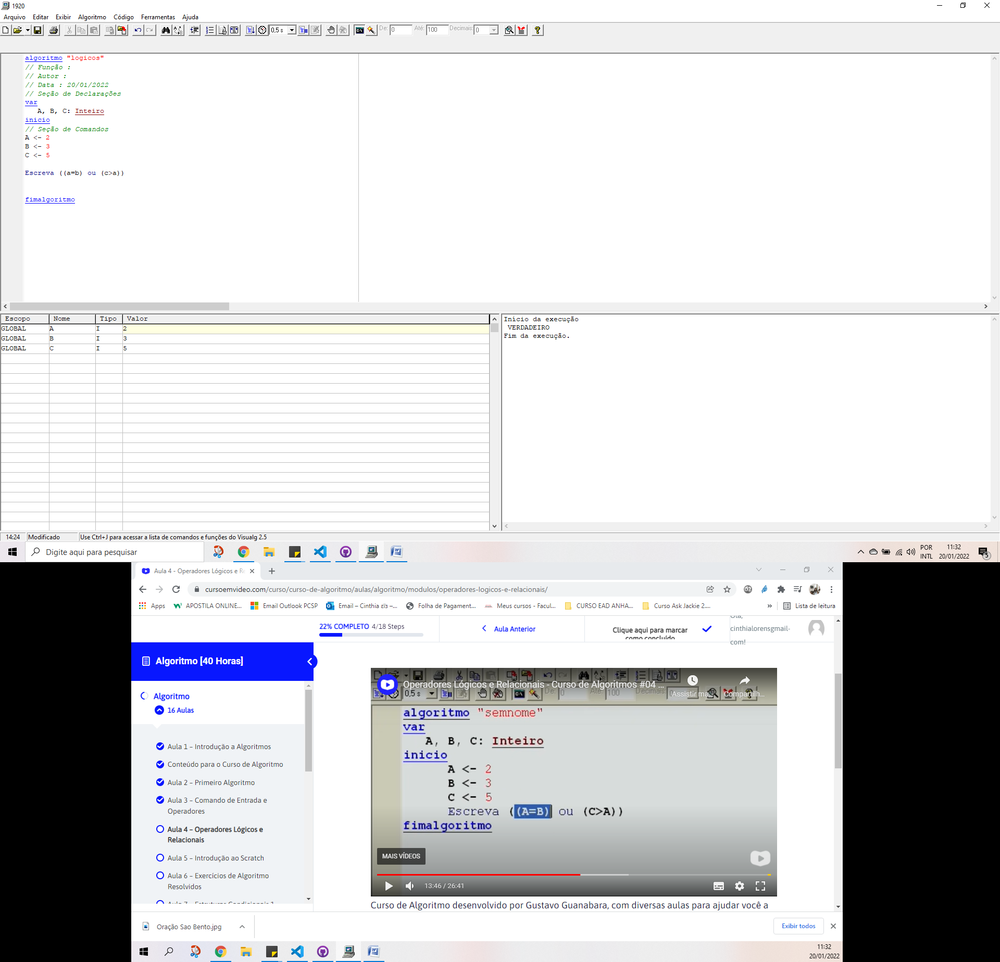 1920
Arquivo Editar Exibir Algoritmo Código Ferramentas Ajuda
0,5 s De: 0 Até: 100 Decimais: 0
algoritmo "logicos"
// Função :
// Autor :
// Data : 20/01/2022
// Seção de Declarações
var
A, B, C: Inteiro
inicio
// Seção de Comandos
A <- 2
B <- 3
C <- 5
Escreva ((a=b) ou (c>a))
fimalgoritmo
Escopo Nome Tipo Valor
GLOBAL A I 2
GLOBAL B I 3
GLOBAL C I 5
Início da execução
VERDADEIRO
Fim da execução.
14:24 Modificado Use Ctrl+J para acessar a lista de comandos e funções do Visualg 2.5
Digite aqui para pesquisar
POR INTL
11:32
20/01/2022
5
Aula 4 - Operadores Lógicos e Re
cursoemvideo.com/curso/curso-de-algoritmo/aulas/algoritmo/modulos/operadores-logicos-e-relacionais/
Apps APOSTILA ONLINE... Email Outlook PCSP Email – Cinthia εïз –... Folha de Pagament... Meus cursos - Facul... CURSO EAD ANHA... Curso Ask Jackie 2.... » Lista de leitura
22% COMPLETO 4/18 Steps
Aula Anterior
Clique aqui para marcar
como concluído
Olá,
cinthialorensgmail-
com!
Algoritmo [40 Horas]
Algoritmo
16 Aulas
Aula 1 – Introdução a Algoritmos
Conteúdo para o Curso de Algoritmo
Aula 2 – Primeiro Algoritmo
Aula 3 – Comando de Entrada e
Operadores
Aula 4 – Operadores Lógicos e
Relacionais
Aula 5 – Introdução ao Scratch
Aula 6 – Exercícios de Algoritmo
Resolvidos
Aula 7 – Estruturas Condicionais 1
Operadores Lógicos e Relacionais - Curso de Algoritmos #04 ...
0,5 s De: 0 Até: 100 Decimais:
Assistir ma... Compartilh...
algoritmo "semnome"
var
A, B, C: Inteiro
inicio
A <- 2
B <- 3
C <- 5
Escreva ((A=B) ou (C>A))
fimalgoritmo
MAIS VÍDEOS
13:46 / 26:41
Curso de Algoritmo desenvolvido por Gustavo Guanabara, com diversas aulas para ajudar você a
Oração Sao Bento.jpg
Exibir todos
11:32
20/01/2022